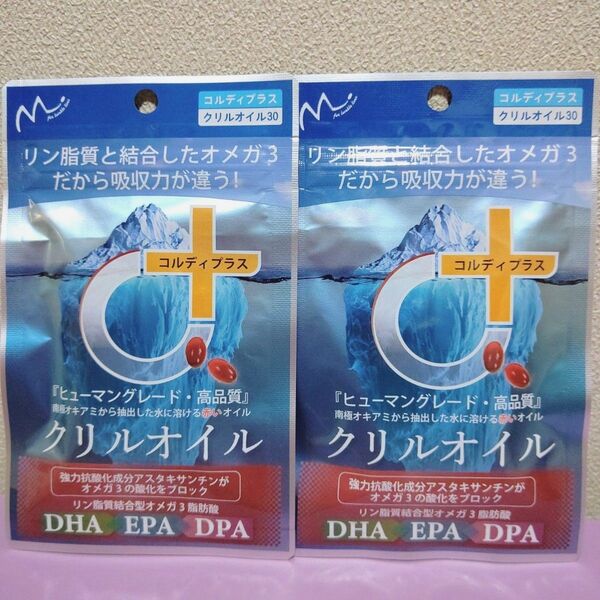 M.
コルディプラス
クリルオイル30
リン脂質と結合したオメガ3
だから吸収力が違う!
コルディプラス
『ヒューマングレード・高品質』
南極オキアミから抽出した水に溶ける赤いオイル
クリルオイル
強力抗酸化成分アスタキサンチンが
オメガ3の酸化をブロック
リン脂質結合型オメガ3脂肪酸
DHA EPA DPA
M.
コルディプラス
クリルオイル30
リン脂質と結合したオメガ3
だから吸収力が違う!
コルディプラス
『ヒューマングレード・高品質』
南極オキアミから抽出した水に溶ける赤いオイル
クリルオイル
強力抗酸化成分アスタキサンチンが
オメガ3の酸化をブロック
リン脂質結合型オメガ3脂肪酸
DHA EPA DPA